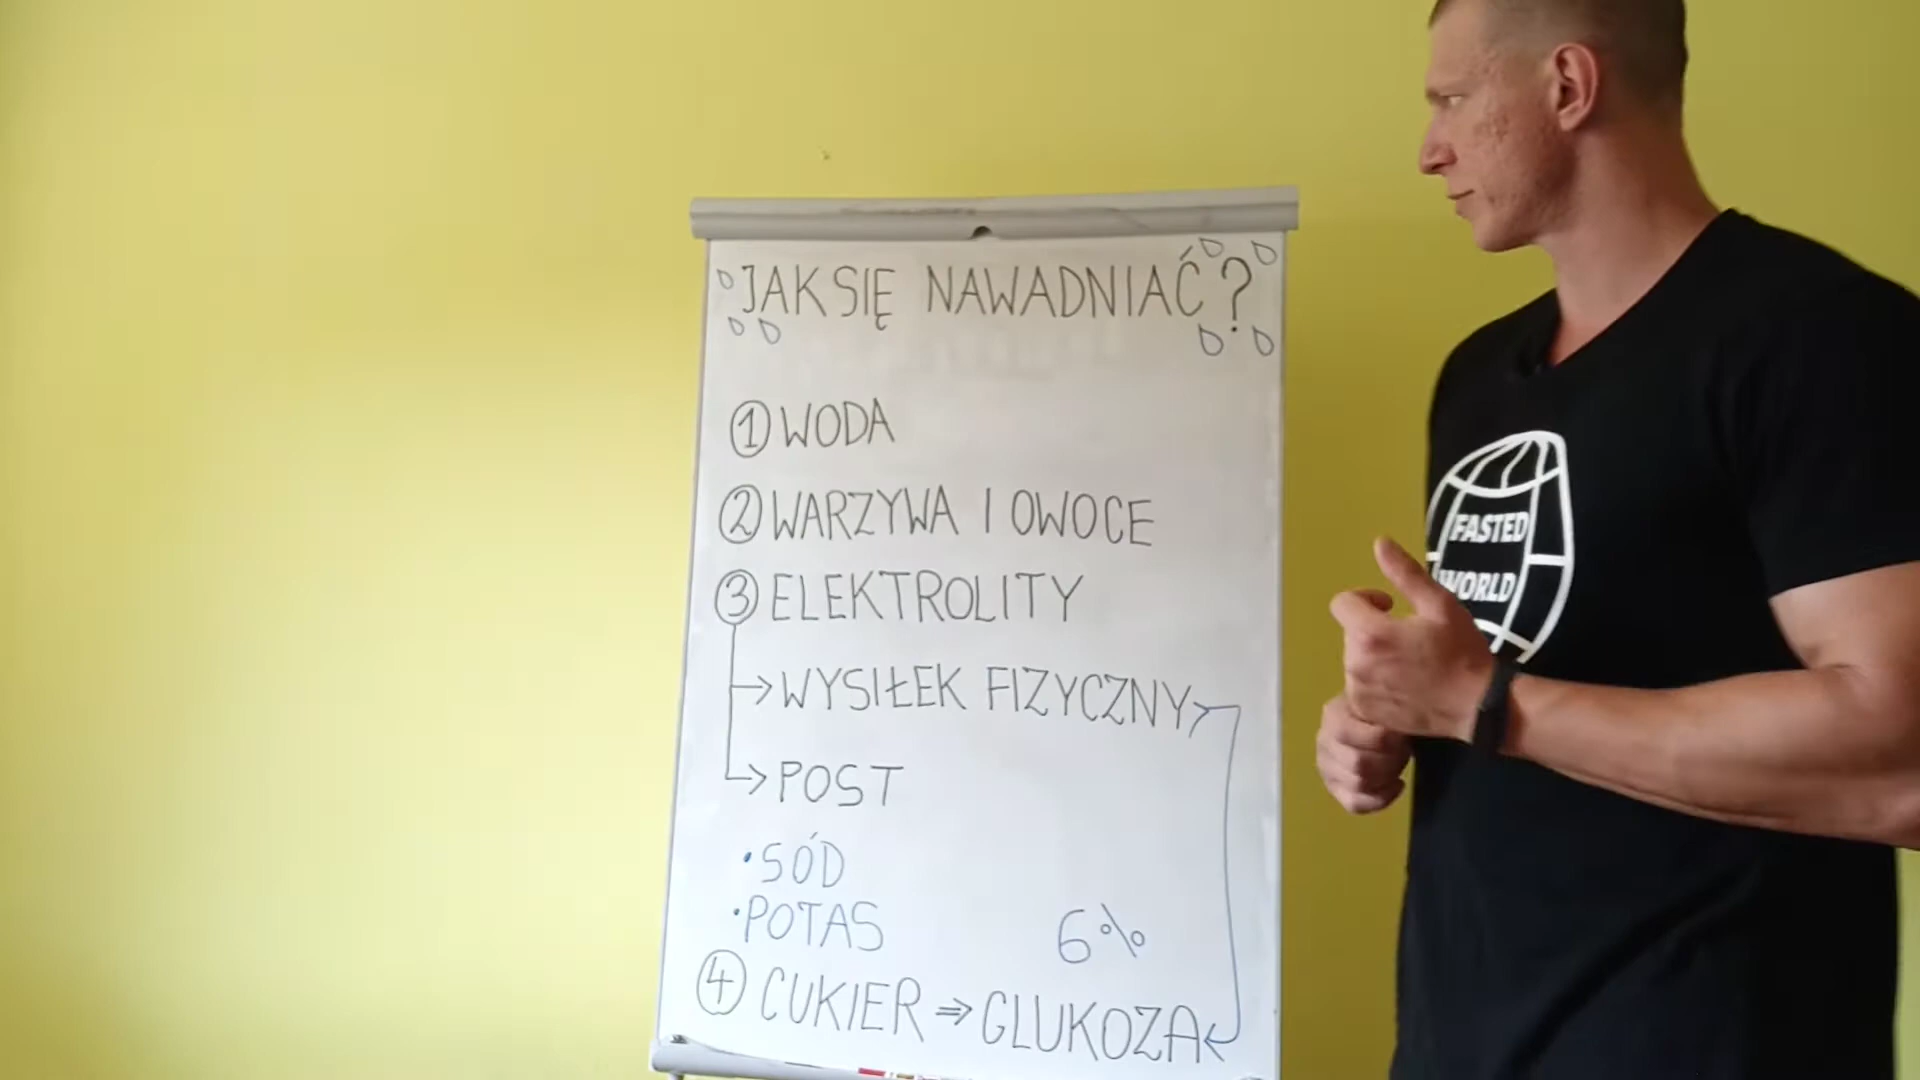 JAK SIĘ NAWADNIAĆ?
① WODA
② WARZYWA I OWOCE
③ ELEKTROLITY
→ WYSIŁEK FIZYCZNY
→ POST
• SÓD
• POTAS
6%
④ CUKIER ⇒ GLUKOZA
FASTED
WORLD